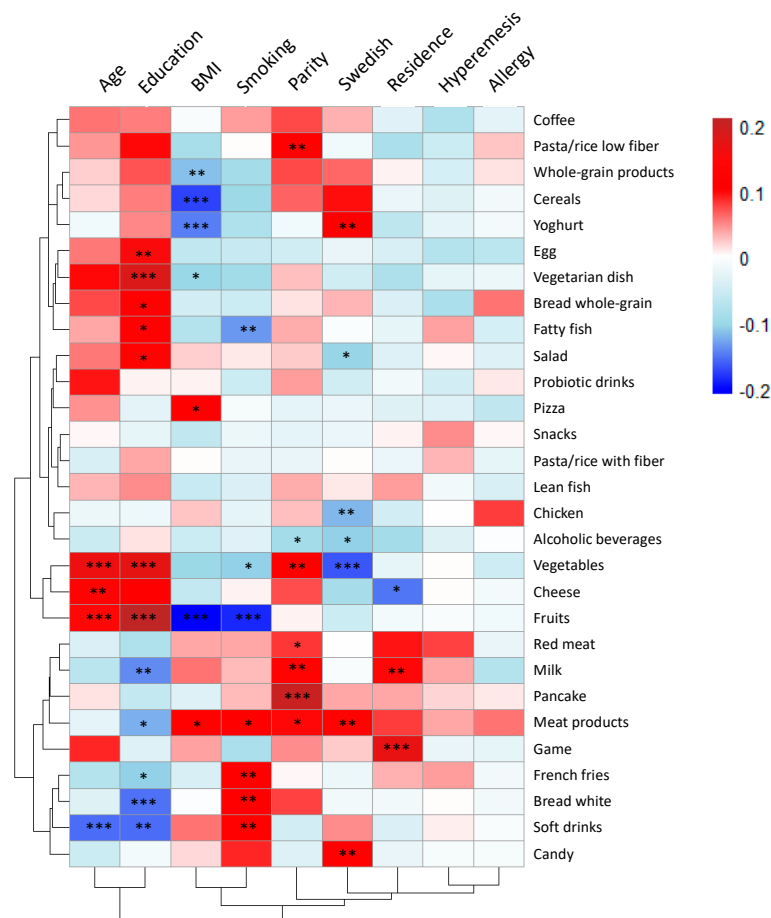 Age Education BMI Smoking Parity Swedish Residence Hyperemesis Allergy
Coffee
** Pasta/rice low fiber
** Whole-grain products
*** Cereals
*** ** Yoghurt
** Egg
*** * Vegetarian dish
* Bread whole-grain
* ** Fatty fish
* * Salad
Probiotic drinks
* Pizza
Snacks
Pasta/rice with fiber
Lean fish
** Chicken
* * Alcoholic beverages
*** *** * ** *** Vegetables
** * Cheese
*** *** *** *** Fruits
* Red meat
** ** ** Milk
*** Pancake
* * * * ** Meat products
*** Game
* ** French fries
*** ** Bread white
*** ** ** Soft drinks
** Candy
0.2
0.1
0
-0.1
-0.2